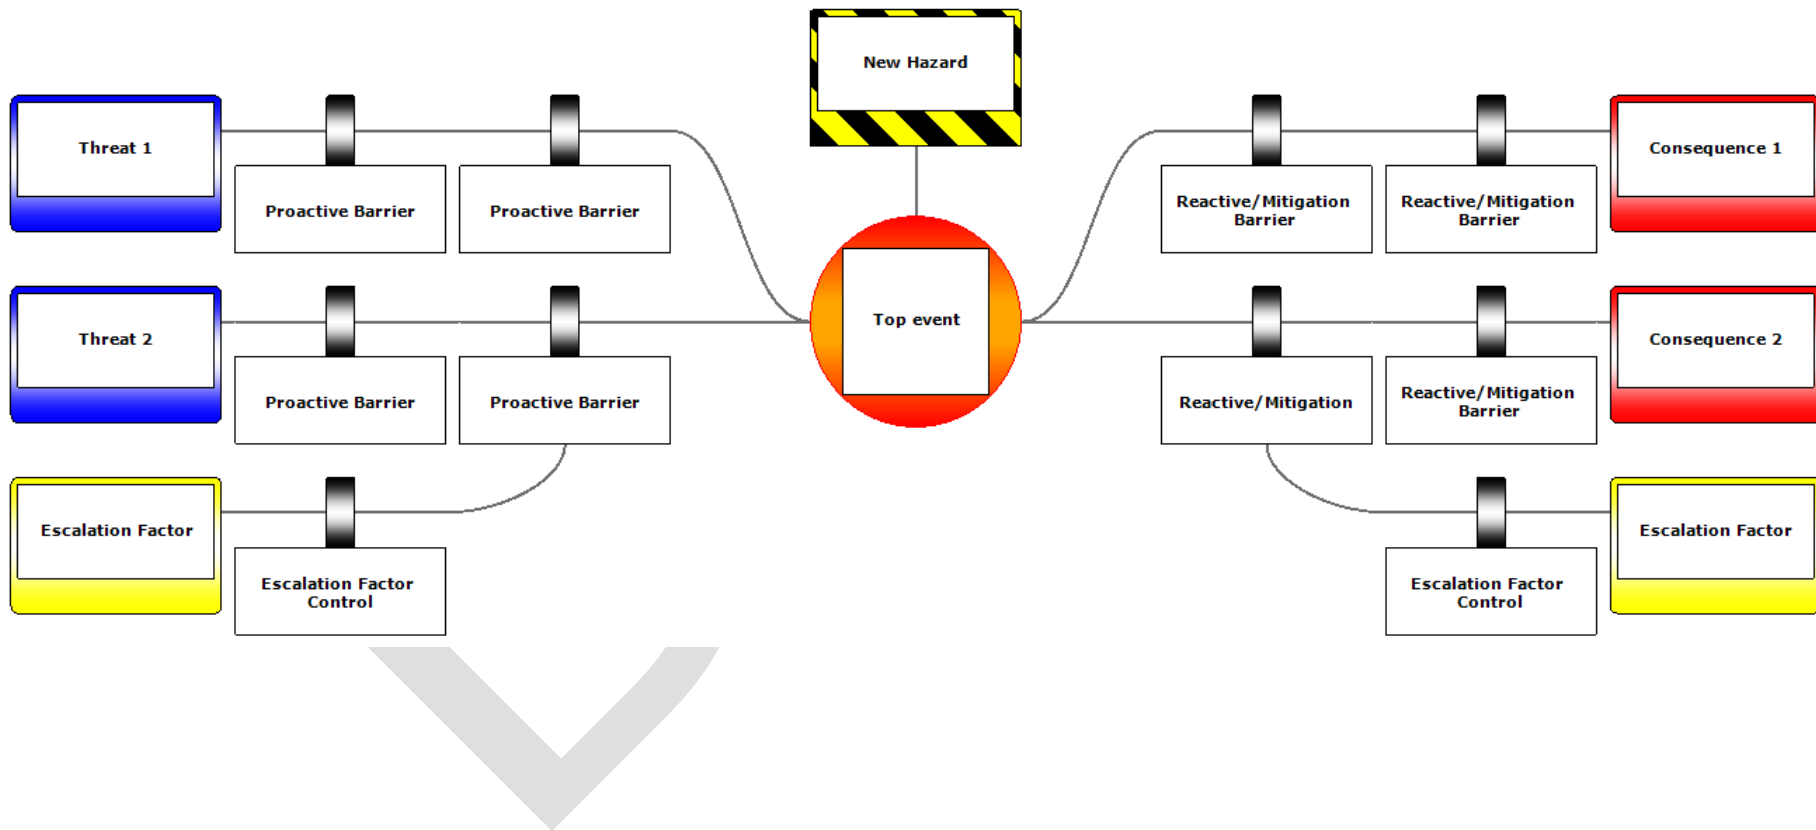 New Hazard
Threat 1
Proactive Barrier
Proactive Barrier
Reactive/Mitigation
Barrier
Reactive/Mitigation
Barrier
Consequence 1
Top event
Threat 2
Proactive Barrier
Proactive Barrier
Reactive/Mitigation
Reactive/Mitigation
Barrier
Consequence 2
Escalation Factor
Escalation Factor
Control
Escalation Factor
Control
Escalation Factor